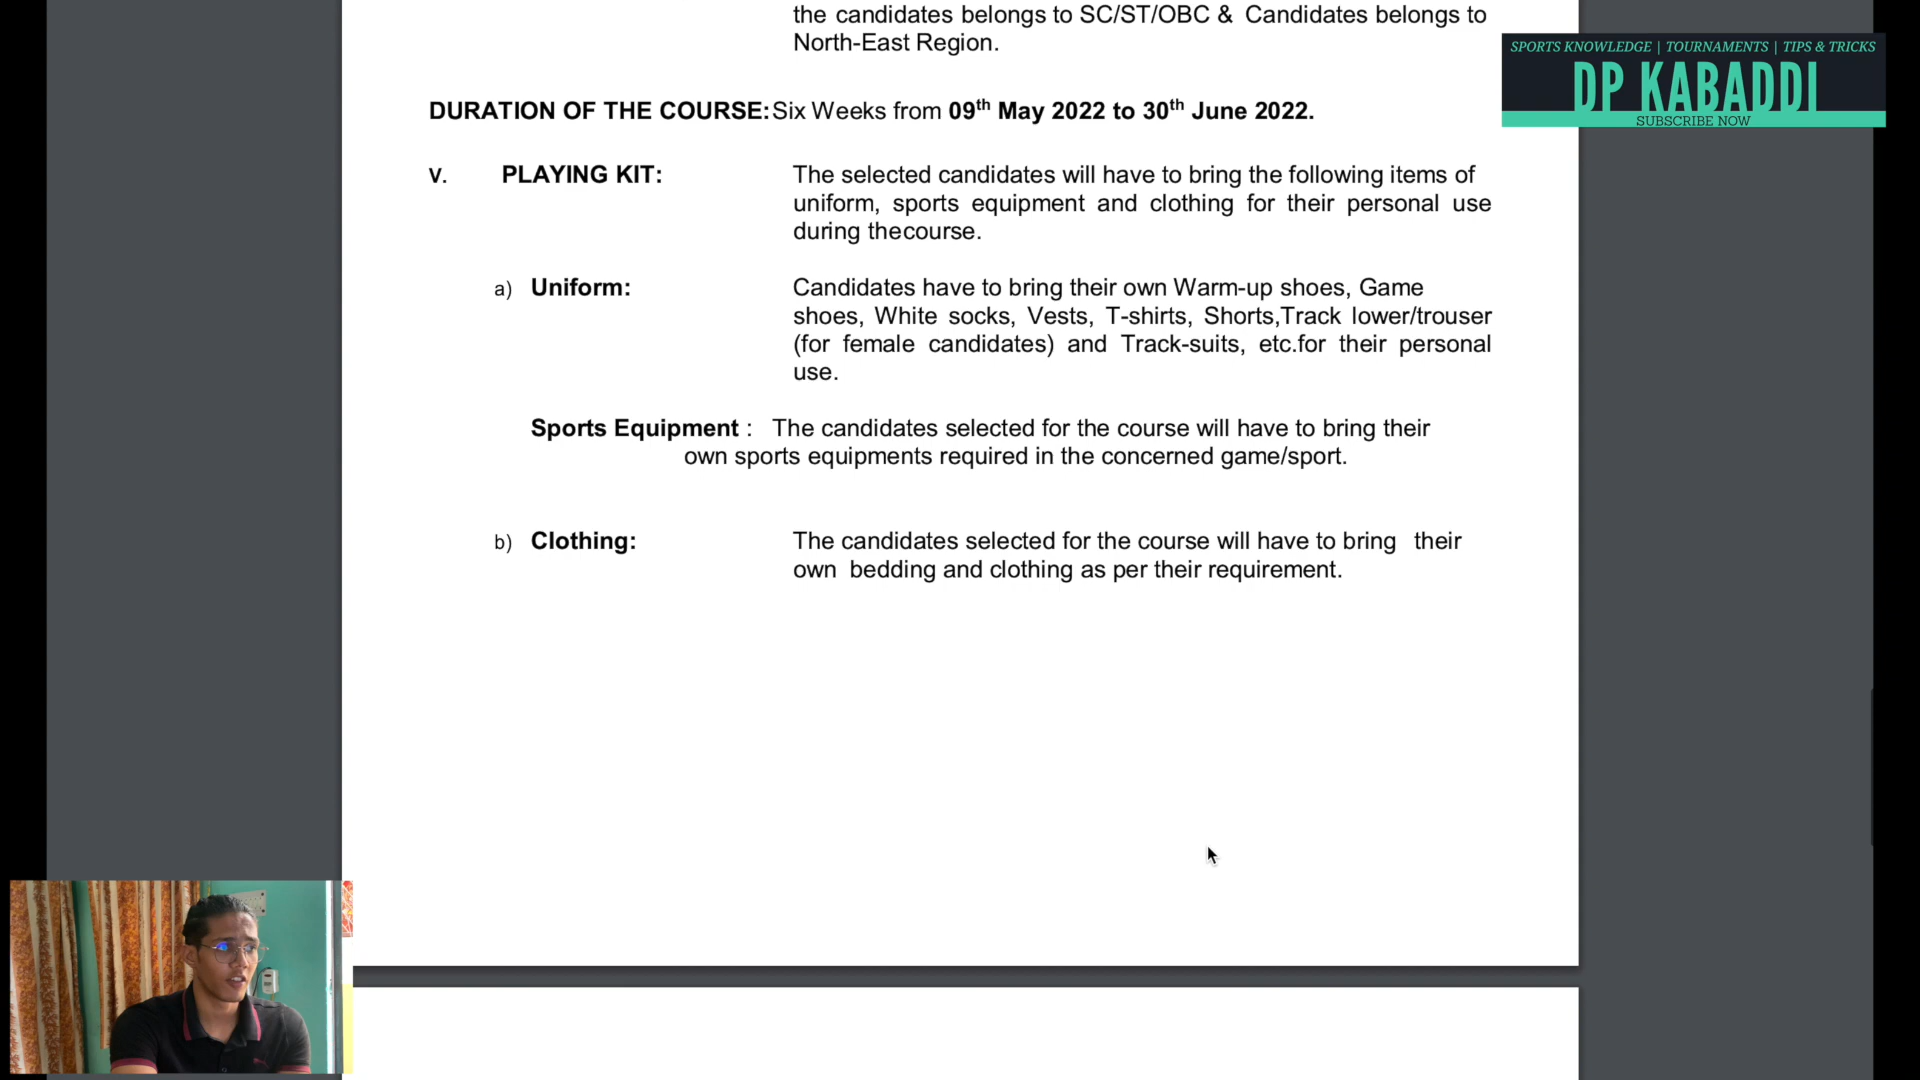 the candidates belongs to SC/ST/OBC & Candidates belongs to
North-East Region.
SPORTS KNOWLEDGE | TOURNAMENTS | TIPS & TRICKS
DP KABADDI
SUBSCRIBE NOW
DURATION OF THE COURSE: Six Weeks from 09th May 2022 to 30th June 2022.
V. PLAYING KIT: The selected candidates will have to bring the following items of
uniform, sports equipment and clothing for their personal use
during thecourse.
a) Uniform: Candidates have to bring their own Warm-up shoes, Game
shoes, White socks, Vests, T-shirts, Shorts,Track lower/trouser
(for female candidates) and Track-suits, etc.for their personal
use.
Sports Equipment : The candidates selected for the course will have to bring their
own sports equipments required in the concerned game/sport.
b) Clothing: The candidates selected for the course will have to bring their
own bedding and clothing as per their requirement.